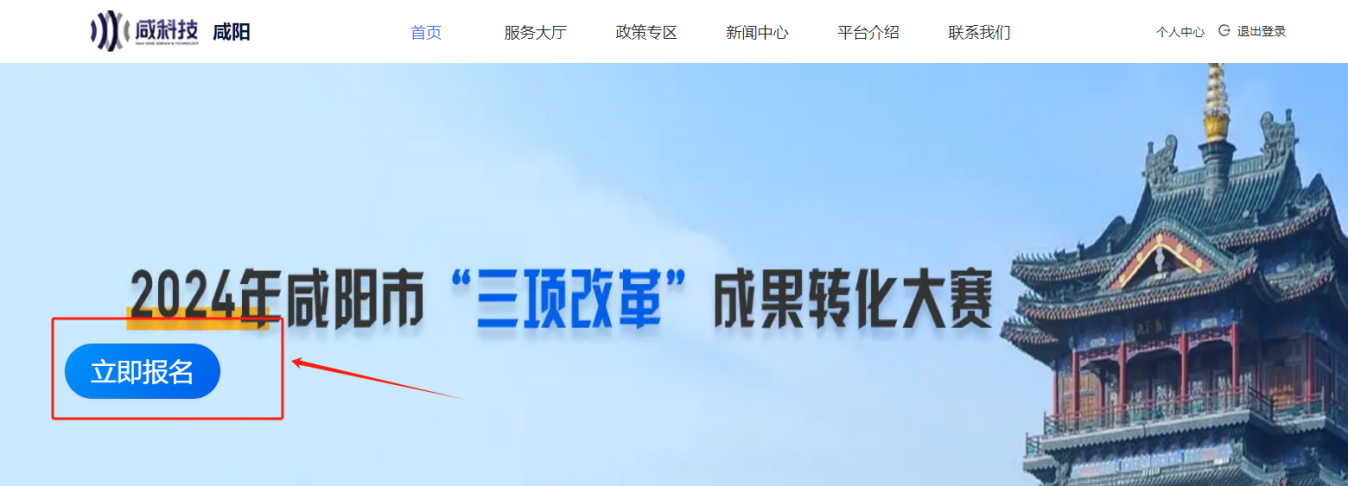 咸科技 咸阳 首页 服务大厅 政策专区 新闻中心 平台介绍 联系我们 个人中心 退出登录
2024年咸阳市“三项改革”成果转化大赛
立即报名